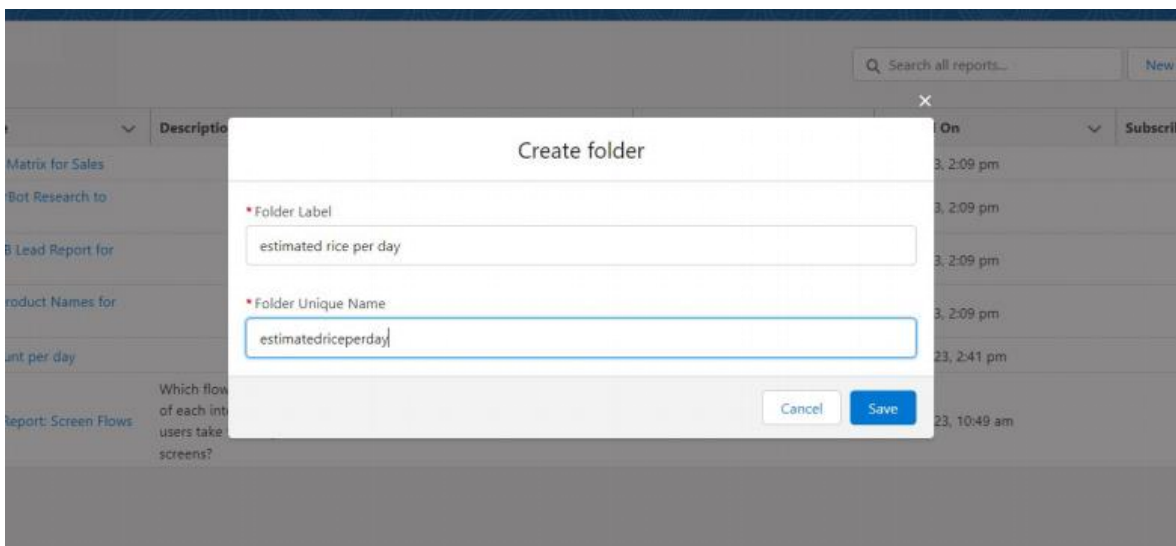 Search all reports...
New
Descriptio
On
Subscri
Create folder
Matrix for Sales
3, 2:09 pm
Bot Research to
3, 2:09 pm
* Folder Label
estimated rice per day
B Lead Report for
3, 2:09 pm
roduct Names for
3, 2:09 pm
* Folder Unique Name
estimatedriceperday
unt per day
23, 2:41 pm
Which flow
of each inte
users take
screens?
Report: Screen Flows
23, 10:49 am
Cancel
Save